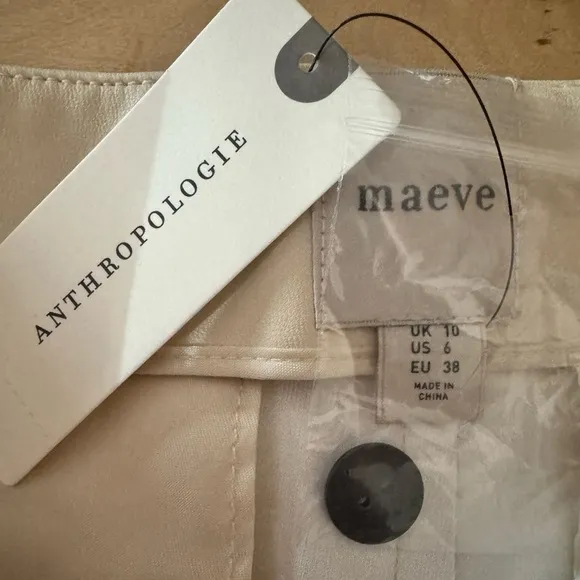 ANTHROPOLOGIE
maeve
UK 10
US 6
EU 38
MADE IN
CHINA